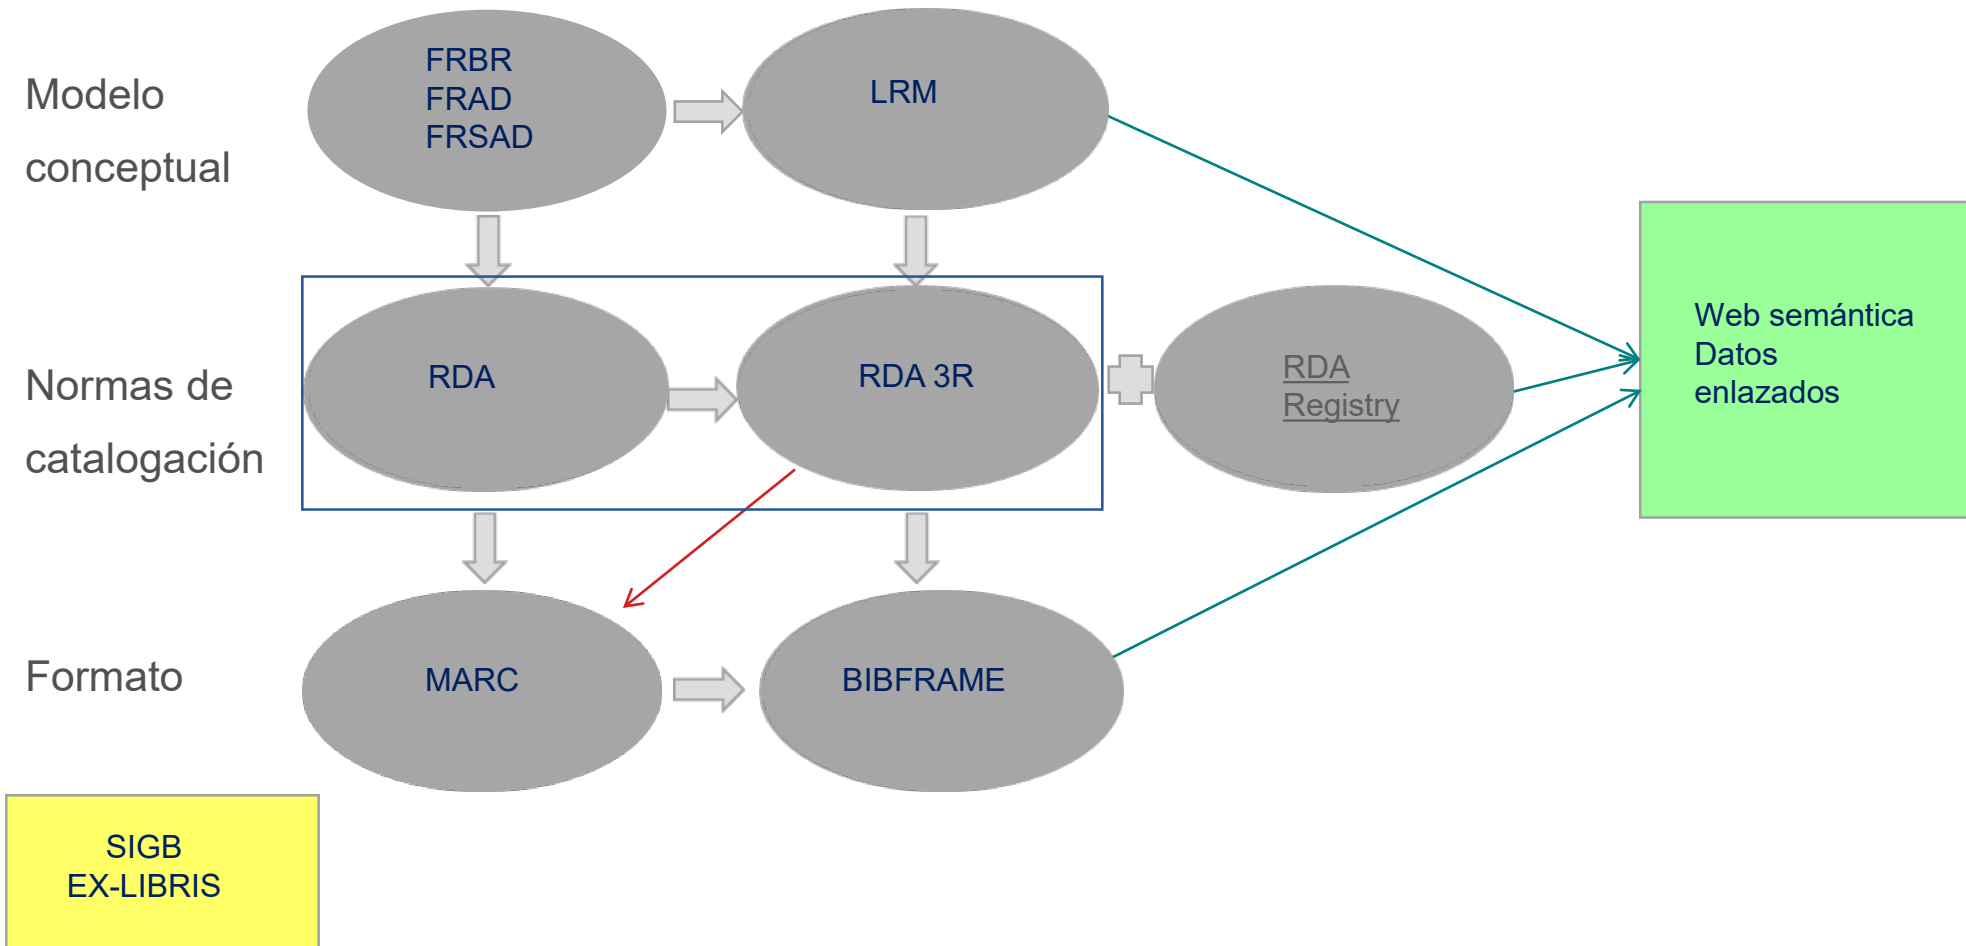 Modelo
conceptual
FRBR
FRAD
FRSAD
LRM
Normas de
catalogación
RDA
RDA 3R
RDA
Registry
Web semántica
Datos
enlazados
Formato
MARC
BIBFRAME
SIGB
EX-LIBRIS